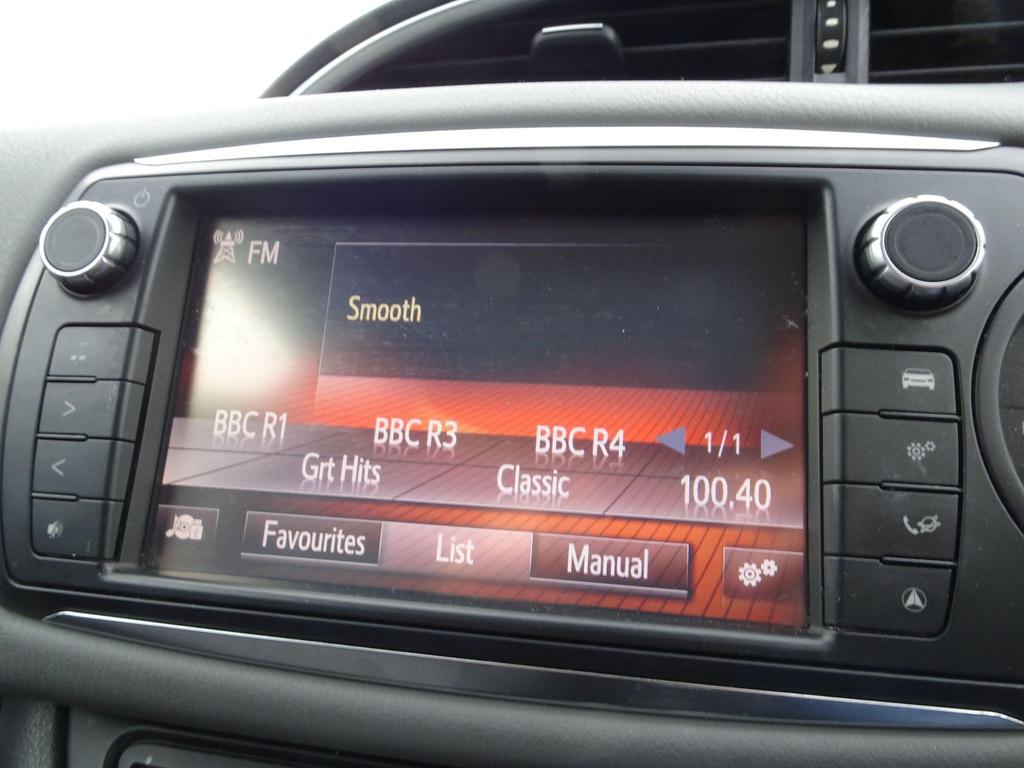 FM
Smooth
BBC R1 BBC R3 BBC R4 1/1
Grt Hits Classic 100.40
Favourites List Manual